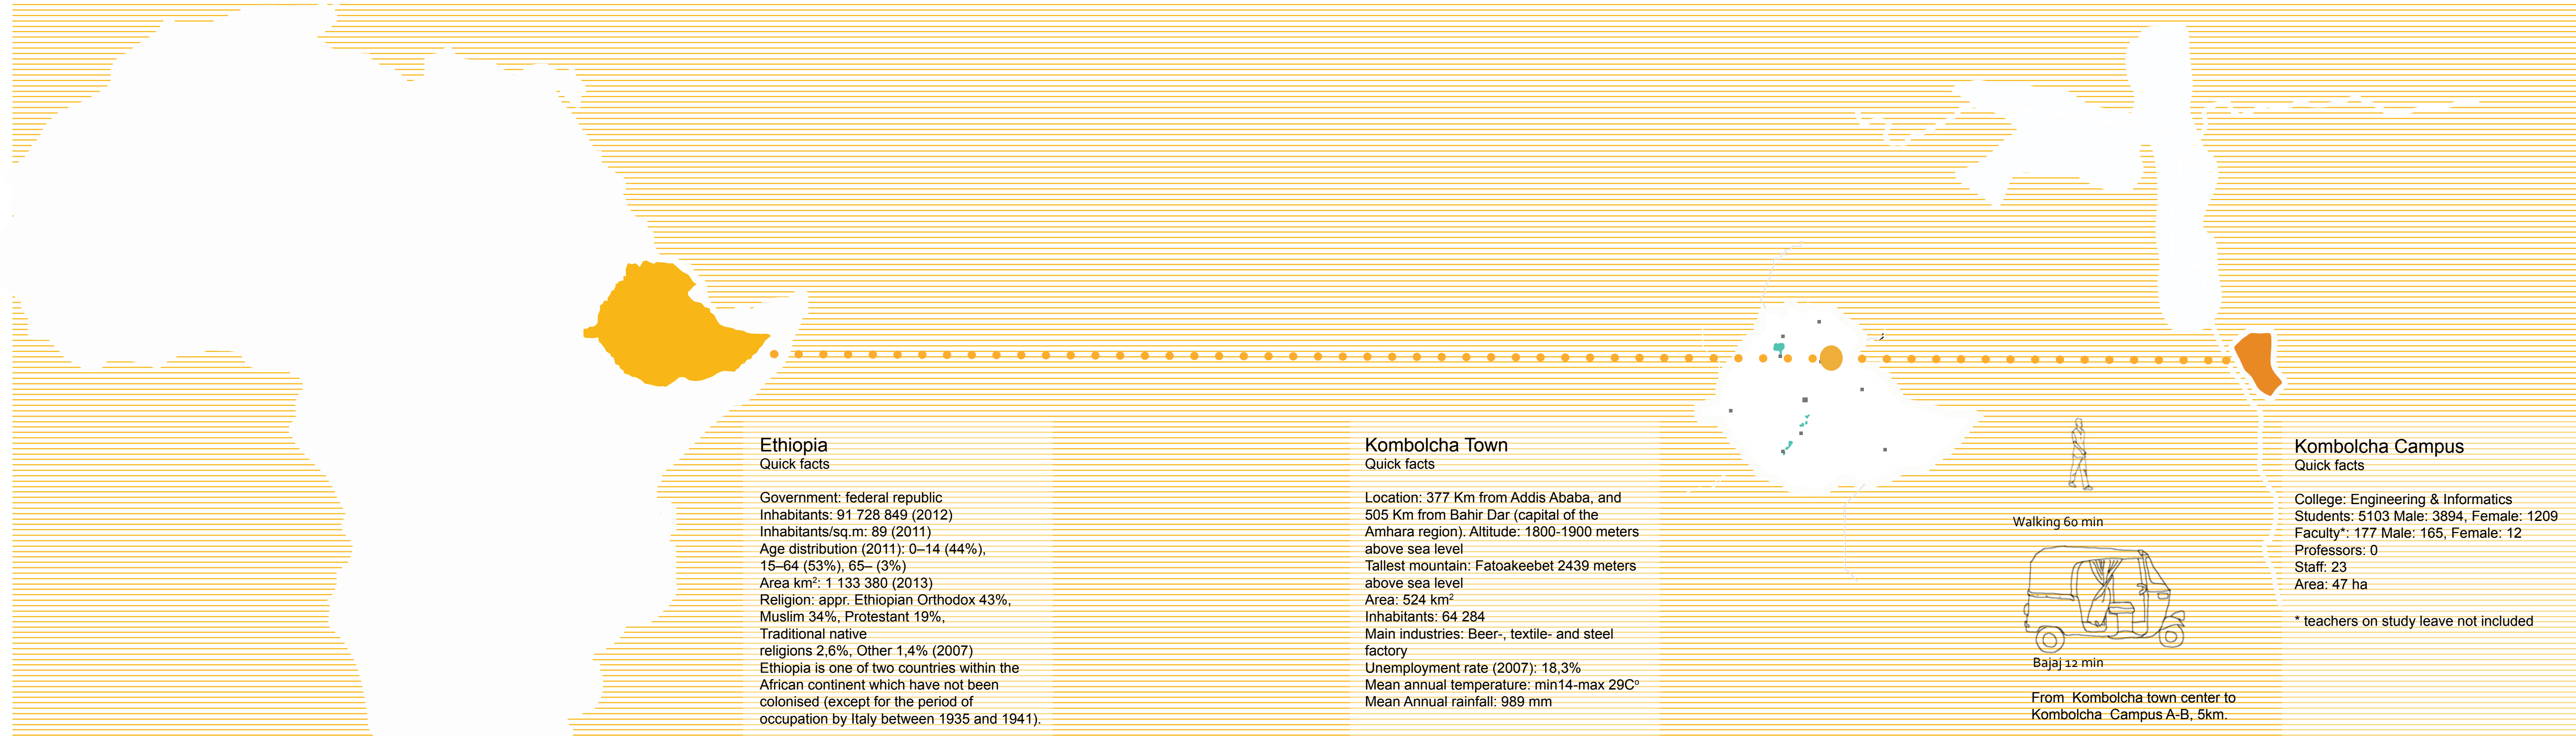 Ethiopia
Quick facts
Government: federal republic
Inhabitants: 91 728 849 (2012)
Inhabitants/sq.m: 89 (2011)
Age distribution (2011): 0–14 (44%),
15–64 (53%), 65– (3%)
Area km²: 1 133 380 (2013)
Religion: appr. Ethiopian Orthodox 43%,
Muslim 34%, Protestant 19%,
Traditional native
religions 2,6%, Other 1,4% (2007)
Ethiopia is one of two countries within the
African continent which have not been
colonised (except for the period of
occupation by Italy between 1935 and 1941).
Kombolcha Town
Quick facts
Location: 377 Km from Addis Ababa, and
505 Km from Bahir Dar (capital of the
Amhara region). Altitude: 1800-1900 meters
above sea level
Tallest mountain: Fatoakeebet 2439 meters
above sea level
Area: 524 km²
Inhabitants: 64 284
Main industries: Beer-, textile- and steel
factory
Unemployment rate (2007): 18,3%
Mean annual temperature: min14-max 29Cº
Mean Annual rainfall: 989 mm
Walking 60 min
Bajaj 12 min
From Kombolcha town center to
Kombolcha Campus A-B, 5km.
Kombolcha Campus
Quick facts
College: Engineering & Informatics
Students: 5103 Male: 3894, Female: 1209
Faculty*: 177 Male: 165, Female: 12
Professors: 0
Staff: 23
Area: 47 ha
* teachers on study leave not included